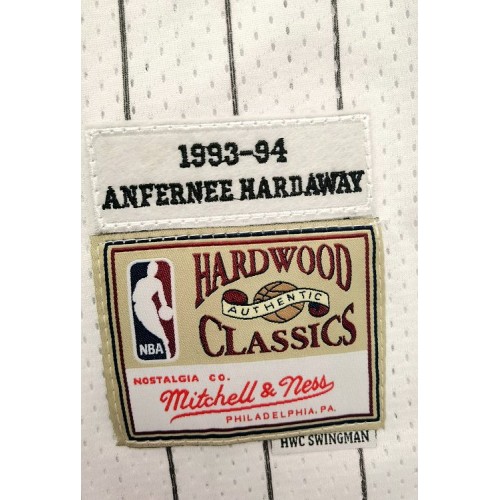 1993-94
ANFERNEE HARDAWAY
HARDWOOD
AUTHENTIC
CLASSICS
NBA
NOSTALGIA CO.
Mitchell & Ness
PHILADELPHIA, PA.
HWC SWINGMAN